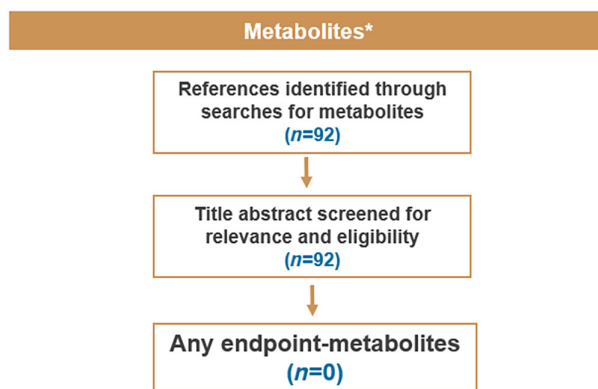 Metabolites*
References identified through
searches for metabolites
(n=92)
Title abstract screened for
relevance and eligibility
(n=92)
Any endpoint-metabolites
(n=0)